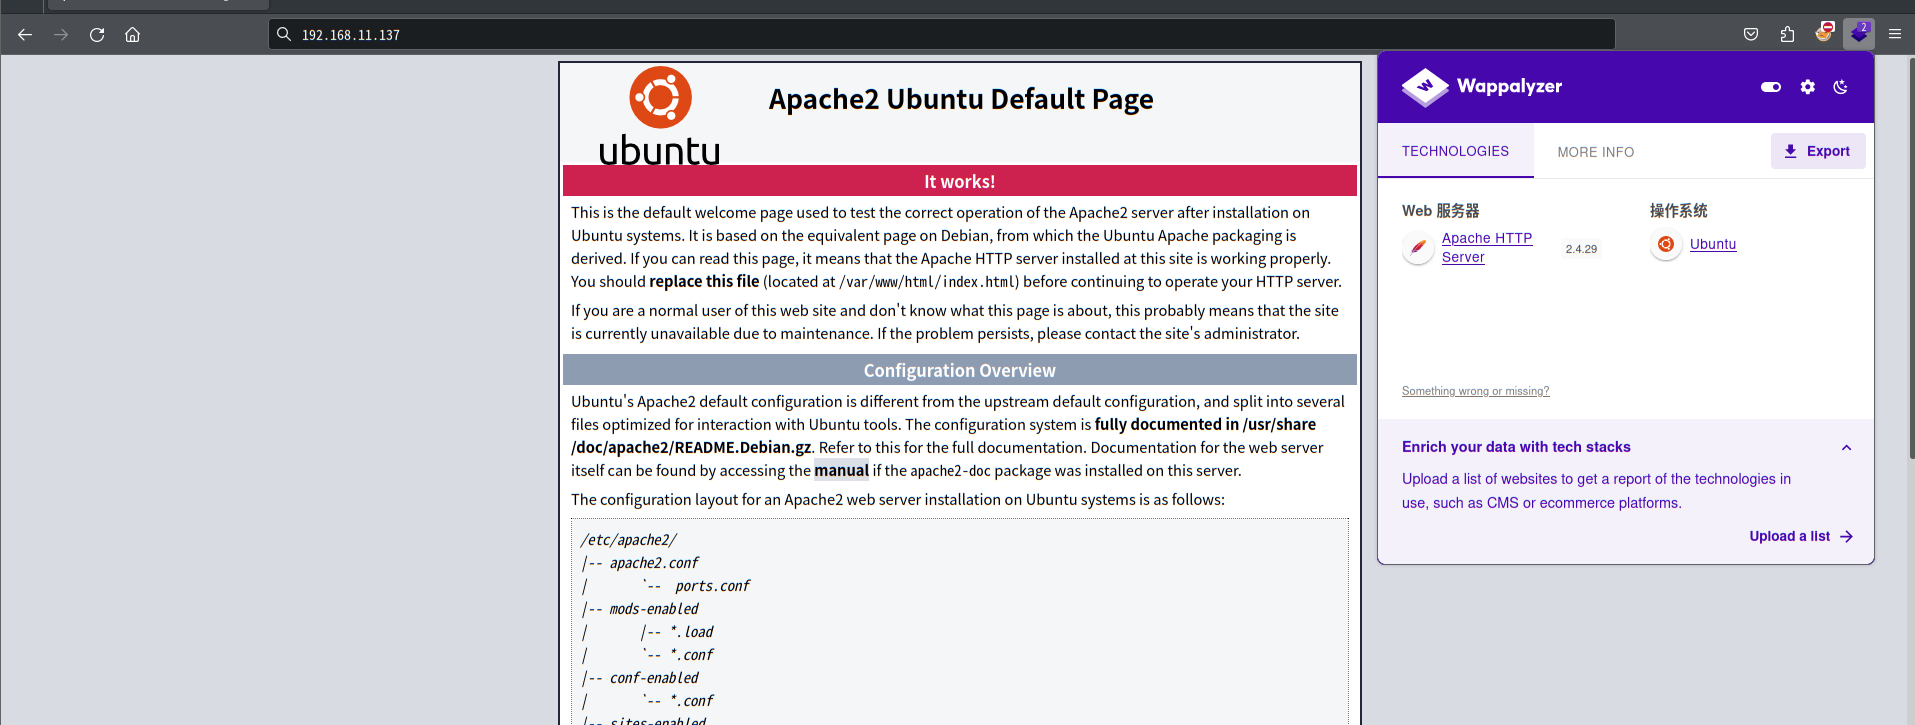 192.168.11.137
2
ubuntu
Apache2 Ubuntu Default Page
It works!
This is the default welcome page used to test the correct operation of the Apache2 server after installation on
Ubuntu systems. It is based on the equivalent page on Debian, from which the Ubuntu Apache packaging is
derived. If you can read this page, it means that the Apache HTTP server installed at this site is working properly.
You should replace this file (located at /var/www/html/index.html) before continuing to operate your HTTP server.
If you are a normal user of this web site and don't know what this page is about, this probably means that the site
is currently unavailable due to maintenance. If the problem persists, please contact the site's administrator.
Configuration Overview
Ubuntu's Apache2 default configuration is different from the upstream default configuration, and split into several
files optimized for interaction with Ubuntu tools. The configuration system is fully documented in /usr/share
/doc/apache2/README.Debian.gz. Refer to this for the full documentation. Documentation for the web server
itself can be found by accessing the manual if the apache2-doc package was installed on this server.
The configuration layout for an Apache2 web server installation on Ubuntu systems is as follows:
/etc/apache2/
|-- apache2.conf
|       `--  ports.conf
|-- mods-enabled
|       |-- *.load
|       `-- *.conf
|-- conf-enabled
|       `-- *.conf
|-- sites-enabled
Wappalyzer
TECHNOLOGIES
MORE INFO
Export
Web 服务器
Apache HTTP
Server
2.4.29
操作系统
Ubuntu
Something wrong or missing?
Enrich your data with tech stacks
Upload a list of websites to get a report of the technologies in
use, such as CMS or ecommerce platforms.
Upload a list